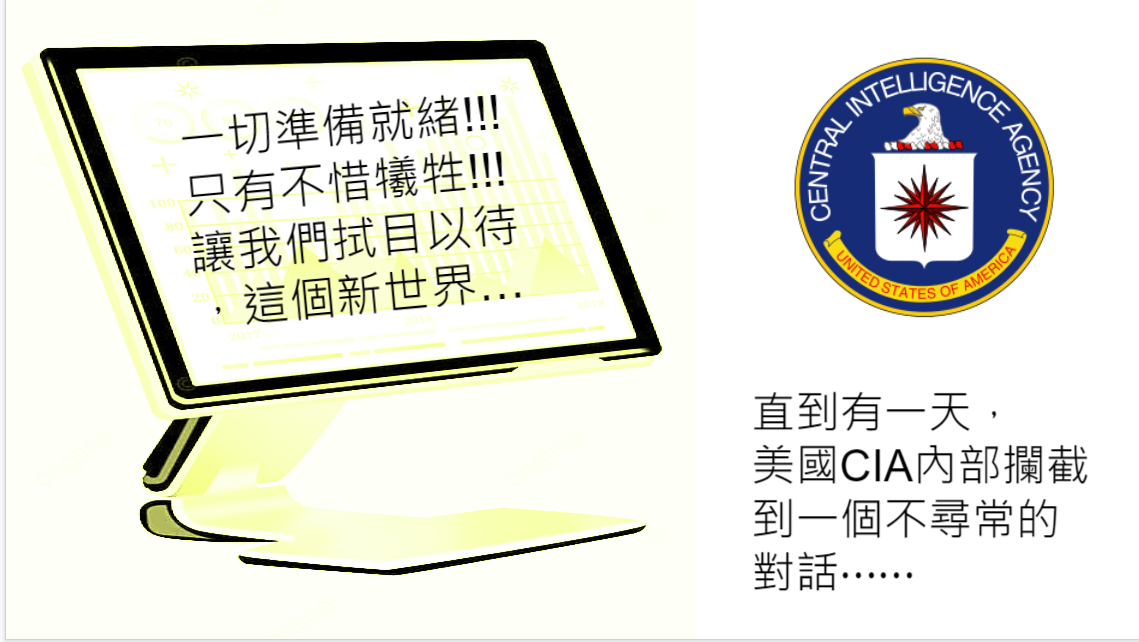 一切準備就緒!!!
只有不惜犧牲!!!
讓我們拭目以待
，這個新世界…
CENTRAL INTELLIGENCE AGENCY
UNITED STATES OF AMERICA
直到有一天，
美國CIA內部攔截
到一個不尋常的
對話⋯⋯